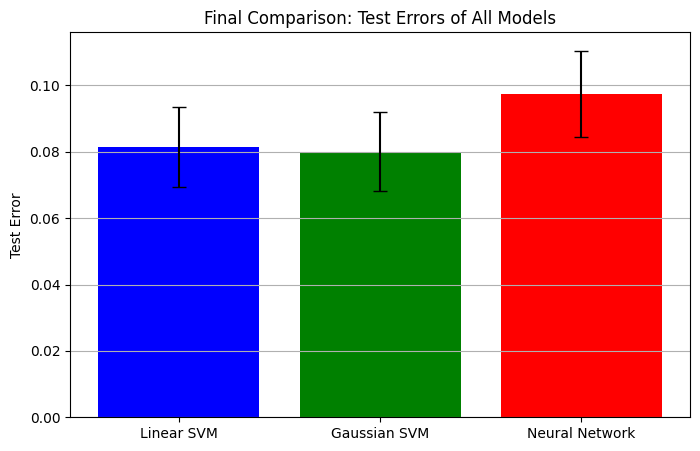 Final Comparison: Test Errors of All Models
Test Error
0.10
0.08
0.06
0.04
0.02
0.00
Linear SVM
Gaussian SVM
Neural Network